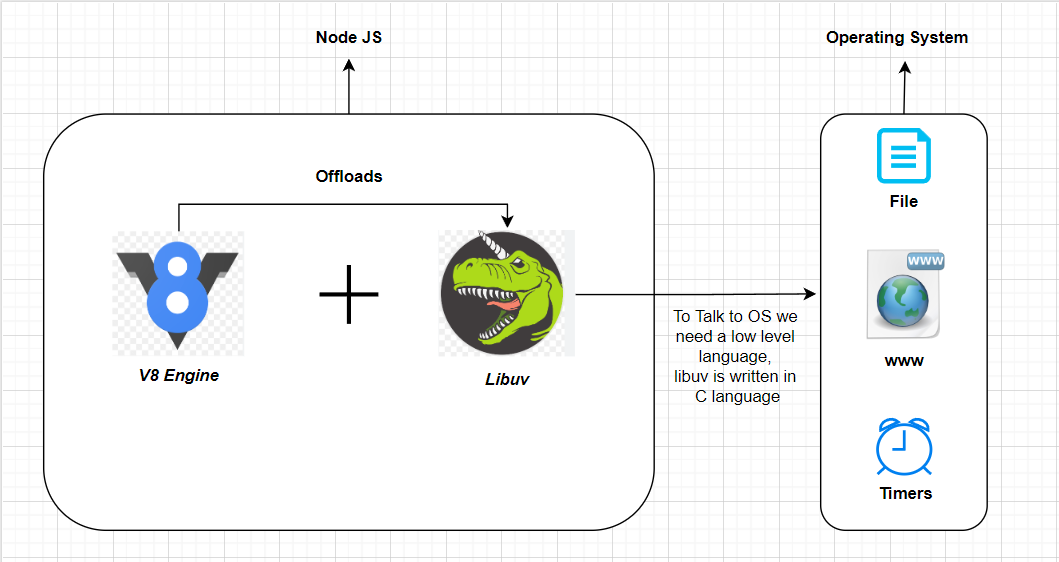 Node JS
Operating System
Offloads
File
8
WWW
To Talk to OS we
need a low level
language,
libuv is written in
C language
www
V8 Engine
Libuv
Timers